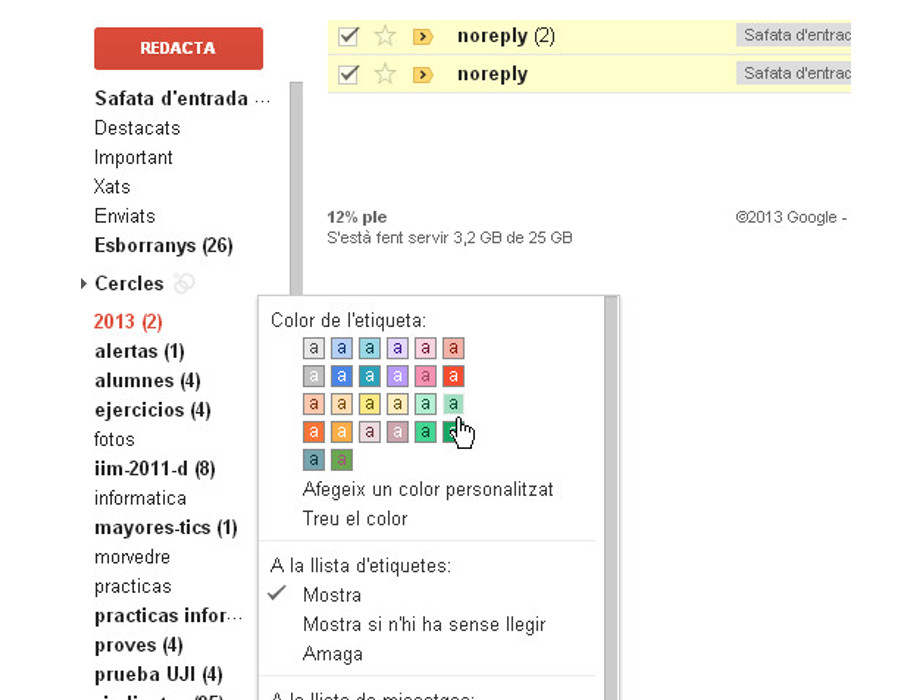 REDACTA
noreply (2)
Safata d'entrac
noreply
Safata d'entrac
Safata d'entrada ...
Destacats
Important
Xats
Enviats
Esborranys (26)
Cercles
2013 (2)
alertas (1)
alumnes (4)
ejercicios (4)
fotos
iim-2011-d (8)
informatica
mayores-tics (1)
morvedre
practicas
practicas infor...
proves (4)
prueba UJI (4)
12% ple
S'està fent servir 3,2 GB de 25 GB
©2013 Google -
Color de l'etiqueta:
a a a a a a
a a a a a a
a a a a a a
a a a a a
a a
Afegeix un color personalitzat
Treu el color
A la llista d'etiquetes:
Mostra
Mostra si n'hi ha sense llegir
Amaga
A la llista de missatges: